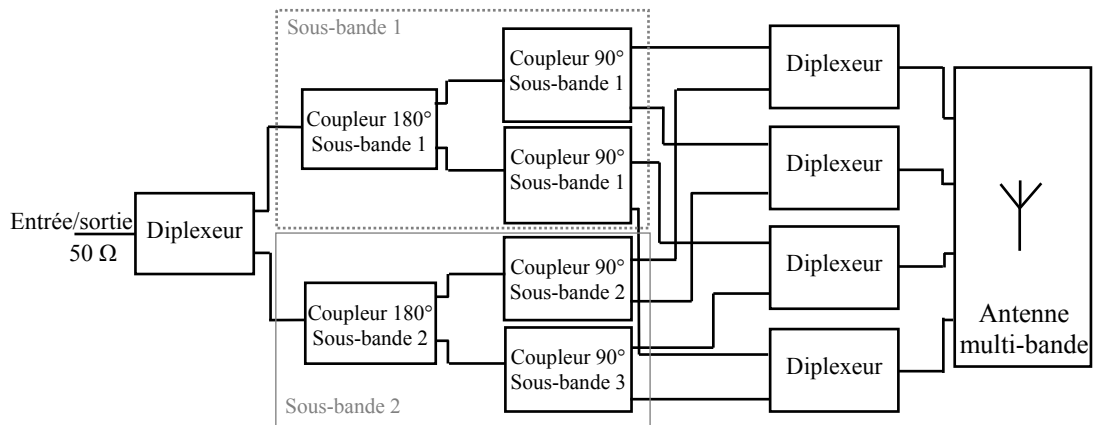 Sous-bande 1
Coupleur 90°
Sous-bande 1
Diplexeur
Coupleur 180°
Sous-bande 1
Coupleur 90°
Sous-bande 1
Diplexeur
Entrée/sortie
50 Ω
Diplexeur
Coupleur 90°
Sous-bande 2
Diplexeur
Coupleur 180°
Sous-bande 2
Coupleur 90°
Sous-bande 3
Diplexeur
Antenne
multi-bande
Sous-bande 2